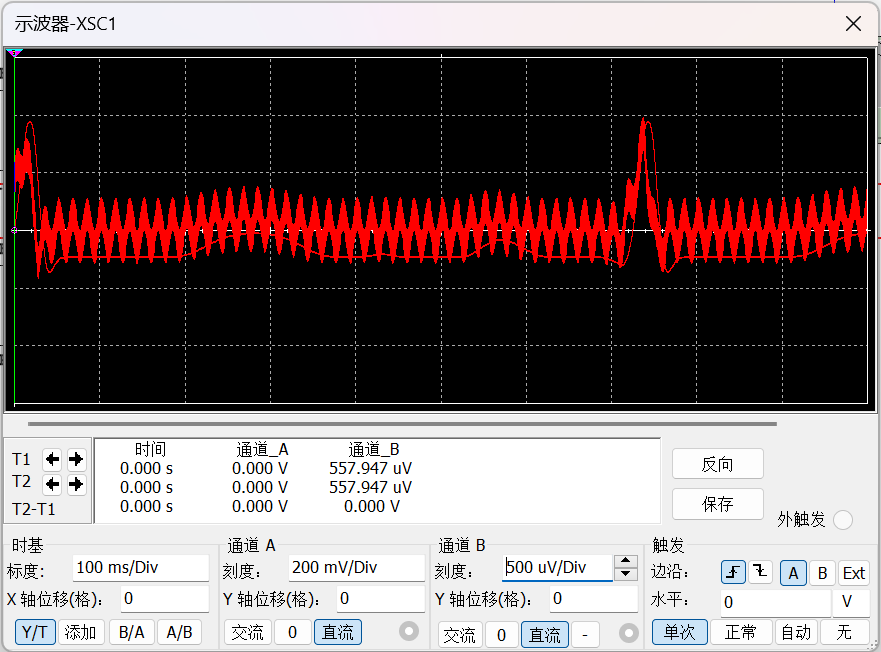 示波器-XSC1
时间 通道_A 通道_B
T1 0.000 s 0.000 V 557.947 uV
T2 0.000 s 0.000 V 557.947 uV
T2-T1 0.000 s 0.000 V 0.000 V
反向
保存
外触发
时基 通道 A 通道 B 触发
标度: 100 ms/Div 刻度: 200 mV/Div 刻度: 500 uV/Div 边沿: A B Ext
X 轴位移(格): 0 Y 轴位移(格): 0 Y 轴位移(格): 0 水平: 0 V
Y/T 添加 B/A A/B 交流 0 直流 交流 0 直流 - 单次 正常 自动 无